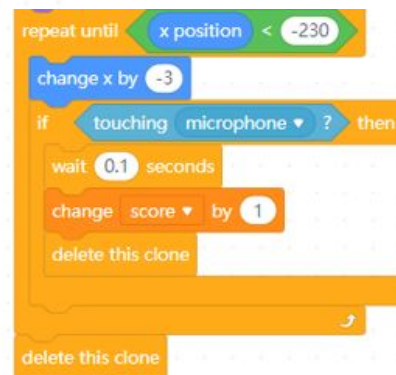 repeat until x position < -230
change x by -3
if touching microphone ? then
wait 0.1 seconds
change score by 1
delete this clone
delete this clone